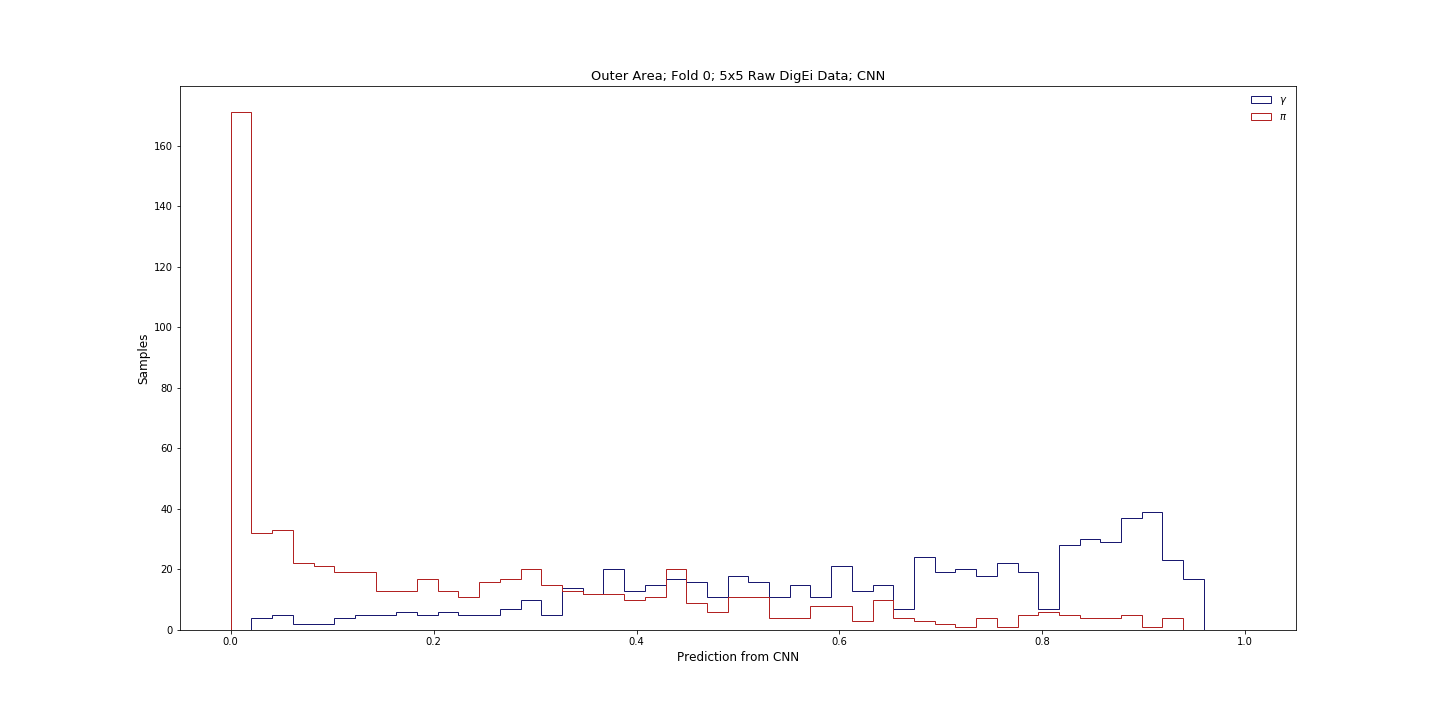 Outer Area; Fold 0; 5x5 Raw DigEi Data; CNN
γ
π
160
140
120
100
80
60
40
20
0
Samples
0.0 0.2 0.4 0.6 0.8 1.0
Prediction from CNN